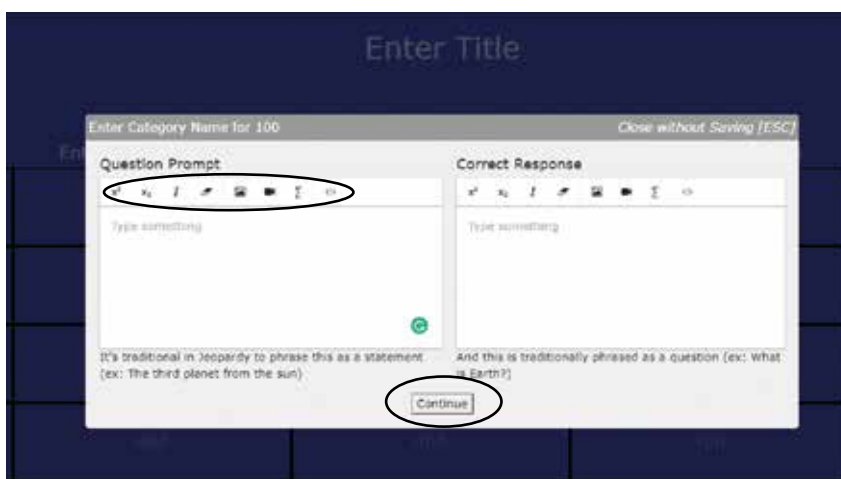 Enter Title
Enter Category Name for 100
Close without Saving [ESC]
Question Prompt
Correct Response
Type something
Type something
It's traditional in Jeopardy to phrase this as a statement
(ex: The third planet from the sun)
And this is traditionally phrased as a question (ex: What
is Earth?)
Continue